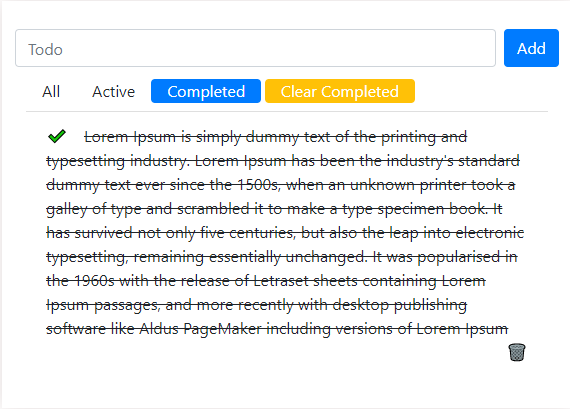 Todo Add
All Active Completed Clear Completed
Lorem Ipsum is simply dummy text of the printing and
typesetting industry. Lorem Ipsum has been the industry's standard
dummy text ever since the 1500s, when an unknown printer took a
galley of type and scrambled it to make a type specimen book. It
has survived not only five centuries, but also the leap into electronic
typesetting, remaining essentially unchanged. It was popularised in
the 1960s with the release of Letraset sheets containing Lorem
Ipsum passages, and more recently with desktop publishing
software like Aldus PageMaker including versions of Lorem Ipsum